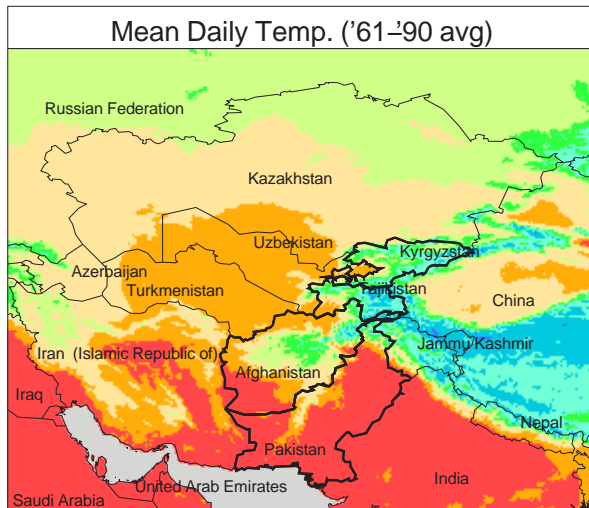 Mean Daily Temp. ('61–'90 avg)
Russian Federation
Kazakhstan
Uzbekistan
Kyrgyzstan
Azerbaijan
Turkmenistan
Tajikistan
China
Iran (Islamic Republic of)
Jammu Kashmir
Afghanistan
Iraq
Nepal
Pakistan
India
United Arab Emirates
Saudi Arabia